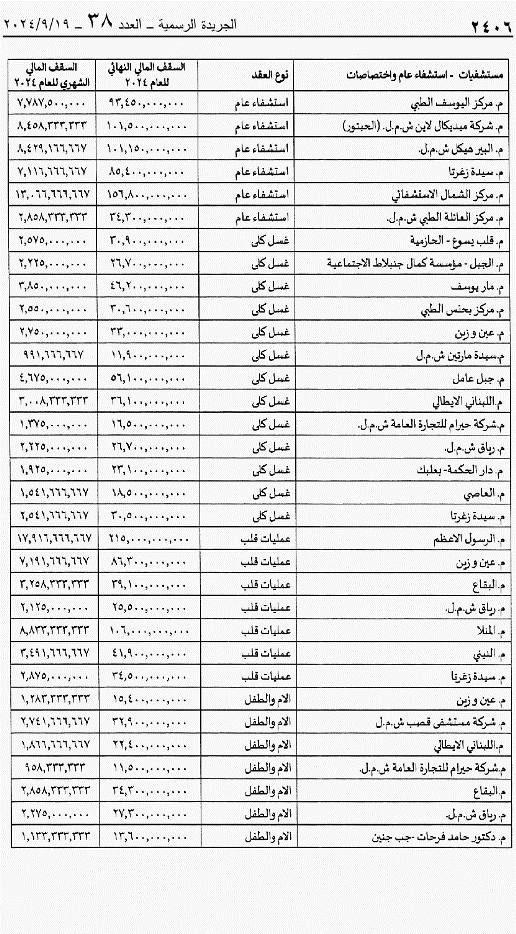 ٢٤٠٦ الجريدة الرسمية – العدد ٣٨ – ٢٠٢٤/٩/١٩
مستشفيات - استشفاء عام واختصاصات نوع العقد السقف المالي النهائي للعام ٢٠٢٤ السقف المالي الشهري للعام ٢٠٢٤
م. مركز اليوسف الطبي استشفاء عام ٩٣,٤٥٠,٠٠٠,٠٠٠ ٧,٧٨٧,٥٠٠,٠٠٠
م. شركة ميديكال لاين ش.م.ل. (الحبتور) استشفاء عام ١٠١,٥٠٠,٠٠٠,٠٠٠ ٨,٤٥٨,٣٣٣,٣٣٣
م. البير هيكل ش.م.ل. استشفاء عام ١٠١,١٥٠,٠٠٠,٠٠٠ ٨,٤٢٩,١٦٦,٦٦٧
م. سيدة زغرتا استشفاء عام ٨٥,٤٠٠,٠٠٠,٠٠٠ ٧,١١٦,٦٦٦,٦٦٧
م. مركز الشمال الاستشفائي استشفاء عام ١٥٦,٨٠٠,٠٠٠,٠٠٠ ١٣,٠٦٦,٦٦٦,٦٦٧
م. مركز العائلة الطبي ش.م.ل. استشفاء عام ٣٤,٣٠٠,٠٠٠,٠٠٠ ٢,٨٥٨,٣٣٣,٣٣٣
م. قلب يسوع - الحازمية غسل كلى ٣٠,٩٠٠,٠٠٠,٠٠٠ ٢,٥٧٥,٠٠٠,٠٠٠
م. الجبل - مؤسسة كمال جنبلاط الاجتماعية غسل كلى ٢٦,٧٠٠,٠٠٠,٠٠٠ ٢,٢٢٥,٠٠٠,٠٠٠
م. مار يوسف غسل كلى ٤٦,٢٠٠,٠٠٠,٠٠٠ ٣,٨٥٠,٠٠٠,٠٠٠
م. مركز بحنس الطبي غسل كلى ٣٠,٦٠٠,٠٠٠,٠٠٠ ٢,٥٥٠,٠٠٠,٠٠٠
م. عين و زين غسل كلى ٣٣,٠٠٠,٠٠٠,٠٠٠ ٢,٧٥٠,٠٠٠,٠٠٠
م.سيدة مارتين ش.م.ل غسل كلى ١١,٩٠٠,٠٠٠,٠٠٠ ٩٩١,٦٦٦,٦٦٧
م. جبل عامل غسل كلى ٥٦,١٠٠,٠٠٠,٠٠٠ ٤,٦٧٥,٠٠٠,٠٠٠
م.اللبناني الايطالي غسل كلى ٣٦,١٠٠,٠٠٠,٠٠٠ ٣,٠٠٨,٣٣٣,٣٣٣
م.شركة حيرام للتجارة العامة ش.م.ل. غسل كلى ١٦,٥٠٠,٠٠٠,٠٠٠ ١,٣٧٥,٠٠٠,٠٠٠
م. رياق ش.م.ل. غسل كلى ٢٦,٧٠٠,٠٠٠,٠٠٠ ٢,٢٢٥,٠٠٠,٠٠٠
م. دار الحكمة- بعلبك غسل كلى ٢٣,١٠٠,٠٠٠,٠٠٠ ١,٩٢٥,٠٠٠,٠٠٠
م. العاصي غسل كلى ١٨,٥٠٠,٠٠٠,٠٠٠ ١,٥٤١,٦٦٦,٦٦٧
م. سيدة زغرتا غسل كلى ٣٠,٥٠٠,٠٠٠,٠٠٠ ٢,٥٤١,٦٦٦,٦٦٧
م. الرسول الاعظم عمليات قلب ٢١٥,٠٠٠,٠٠٠,٠٠٠ ١٧,٩١٦,٦٦٦,٦٦٧
م. عين و زين عمليات قلب ٨٦,٣٠٠,٠٠٠,٠٠٠ ٧,١٩١,٦٦٦,٦٦٧
م. البقاع عمليات قلب ٣٩,١٠٠,٠٠٠,٠٠٠ ٣,٢٥٨,٣٣٣,٣٣٣
م. رياق ش.م.ل. عمليات قلب ٢٥,٥٠٠,٠٠٠,٠٠٠ ٢,١٢٥,٠٠٠,٠٠٠
م. المنلا عمليات قلب ١٠٦,٠٠٠,٠٠٠,٠٠٠ ٨,٨٣٣,٣٣٣,٣٣٣
م. النيني عمليات قلب ٤١,٩٠٠,٠٠٠,٠٠٠ ٣,٤٩١,٦٦٦,٦٦٧
م. سيدة زغرتا عمليات قلب ٣٤,٥٠٠,٠٠٠,٠٠٠ ٢,٨٧٥,٠٠٠,٠٠٠
م. عين و زين الام والطفل ١٥,٤٠٠,٠٠٠,٠٠٠ ١,٢٨٣,٣٣٣,٣٣٣
م. شركة مستشفى قصب ش.م.ل الام والطفل ٣٢,٩٠٠,٠٠٠,٠٠٠ ٢,٧٤١,٦٦٦,٦٦٧
م.اللبناني الايطالي الام والطفل ٢٢,٤٠٠,٠٠٠,٠٠٠ ١,٨٦٦,٦٦٦,٦٦٧
م.شركة حيرام للتجارة العامة ش.م.ل. الام والطفل ١١,٥٠٠,٠٠٠,٠٠٠ ٩٥٨,٣٣٣,٣٣٣
م.البقاع الام والطفل ٣٤,٣٠٠,٠٠٠,٠٠٠ ٢,٨٥٨,٣٣٣,٣٣٣
م. رياق ش.م.ل. الام والطفل ٢٧,٣٠٠,٠٠٠,٠٠٠ ٢,٢٧٥,٠٠٠,٠٠٠
م. دكتور حامد فرحات -جب جنين الام والطفل ١٣,٦٠٠,٠٠٠,٠٠٠ ١,١٣٣,٣٣٣,٣٣٣